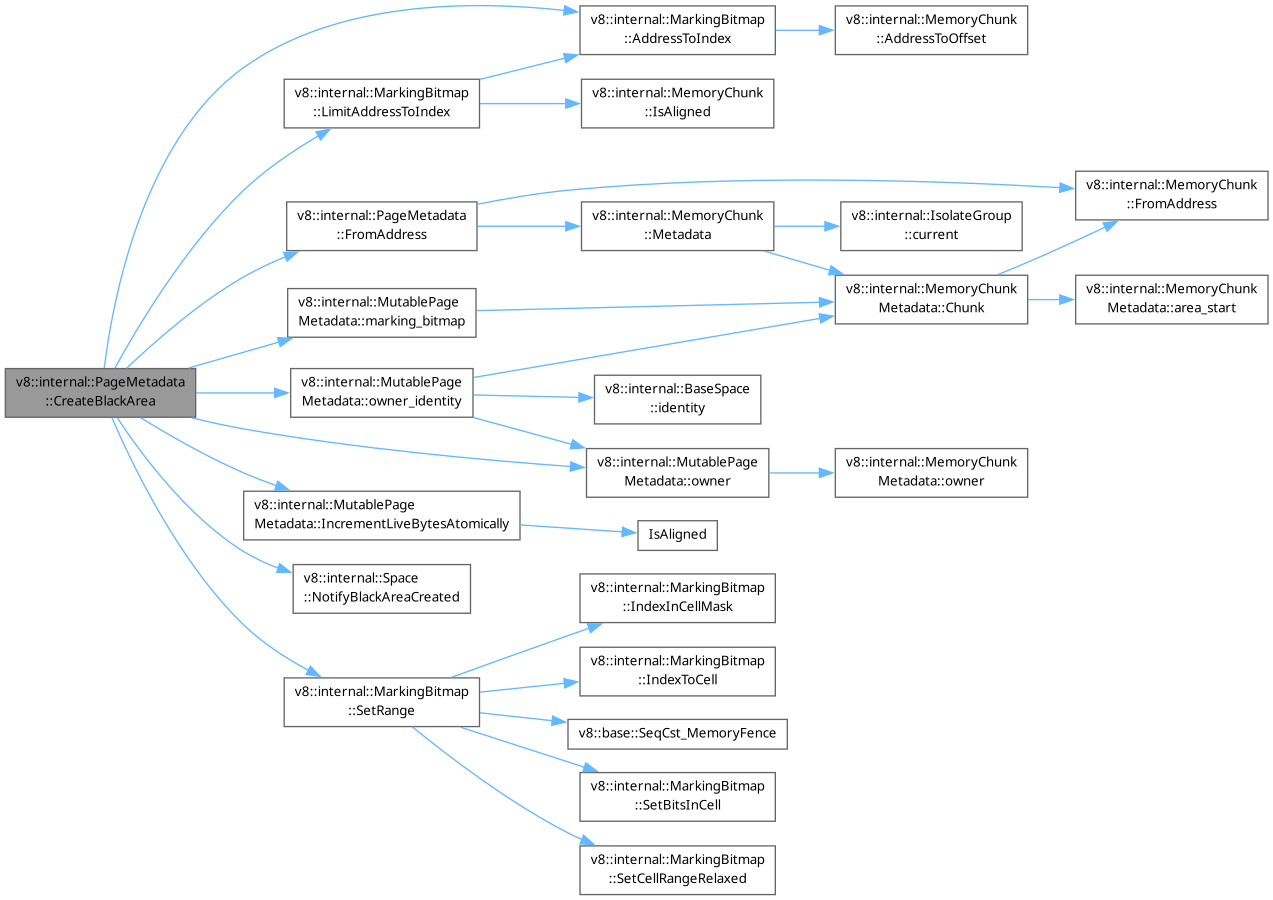 v8::internal::MarkingBitmap
::AddressToIndex
v8::internal::MemoryChunk
::AddressToOffset
v8::internal::MarkingBitmap
::LimitAddressToIndex
v8::internal::MemoryChunk
::IsAligned
v8::internal::MemoryChunk
::FromAddress
v8::internal::PageMetadata
::FromAddress
v8::internal::MemoryChunk
::Metadata
v8::internal::IsolateGroup
::current
v8::internal::MutablePage
Metadata::marking_bitmap
v8::internal::MemoryChunk
Metadata::Chunk
v8::internal::MemoryChunk
Metadata::area_start
v8::internal::PageMetadata
::CreateBlackArea
v8::internal::MutablePage
Metadata::owner_identity
v8::internal::BaseSpace
::identity
v8::internal::MutablePage
Metadata::owner
v8::internal::MemoryChunk
Metadata::owner
v8::internal::MutablePage
Metadata::IncrementLiveBytesAtomically
IsAligned
v8::internal::Space
::NotifyBlackAreaCreated
v8::internal::MarkingBitmap
::IndexInCellMask
v8::internal::MarkingBitmap
::IndexToCell
v8::internal::MarkingBitmap
::SetRange
v8::base::SeqCst_MemoryFence
v8::internal::MarkingBitmap
::SetBitsInCell
v8::internal::MarkingBitmap
::SetCellRangeRelaxed